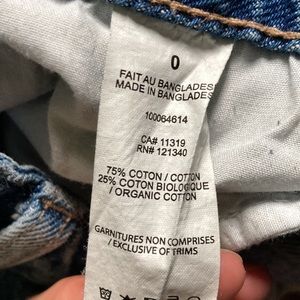 0
FAIT AU BANGLADES
MADE IN BANGLADES
100064614
CA# 11319
RN# 121340
75% COTON / COTTON
25% COTON BIOLOGIQUE
/ ORGANIC COTTON
GARNITURES NON COMPRISES
/ EXCLUSIVE OF TRIMS